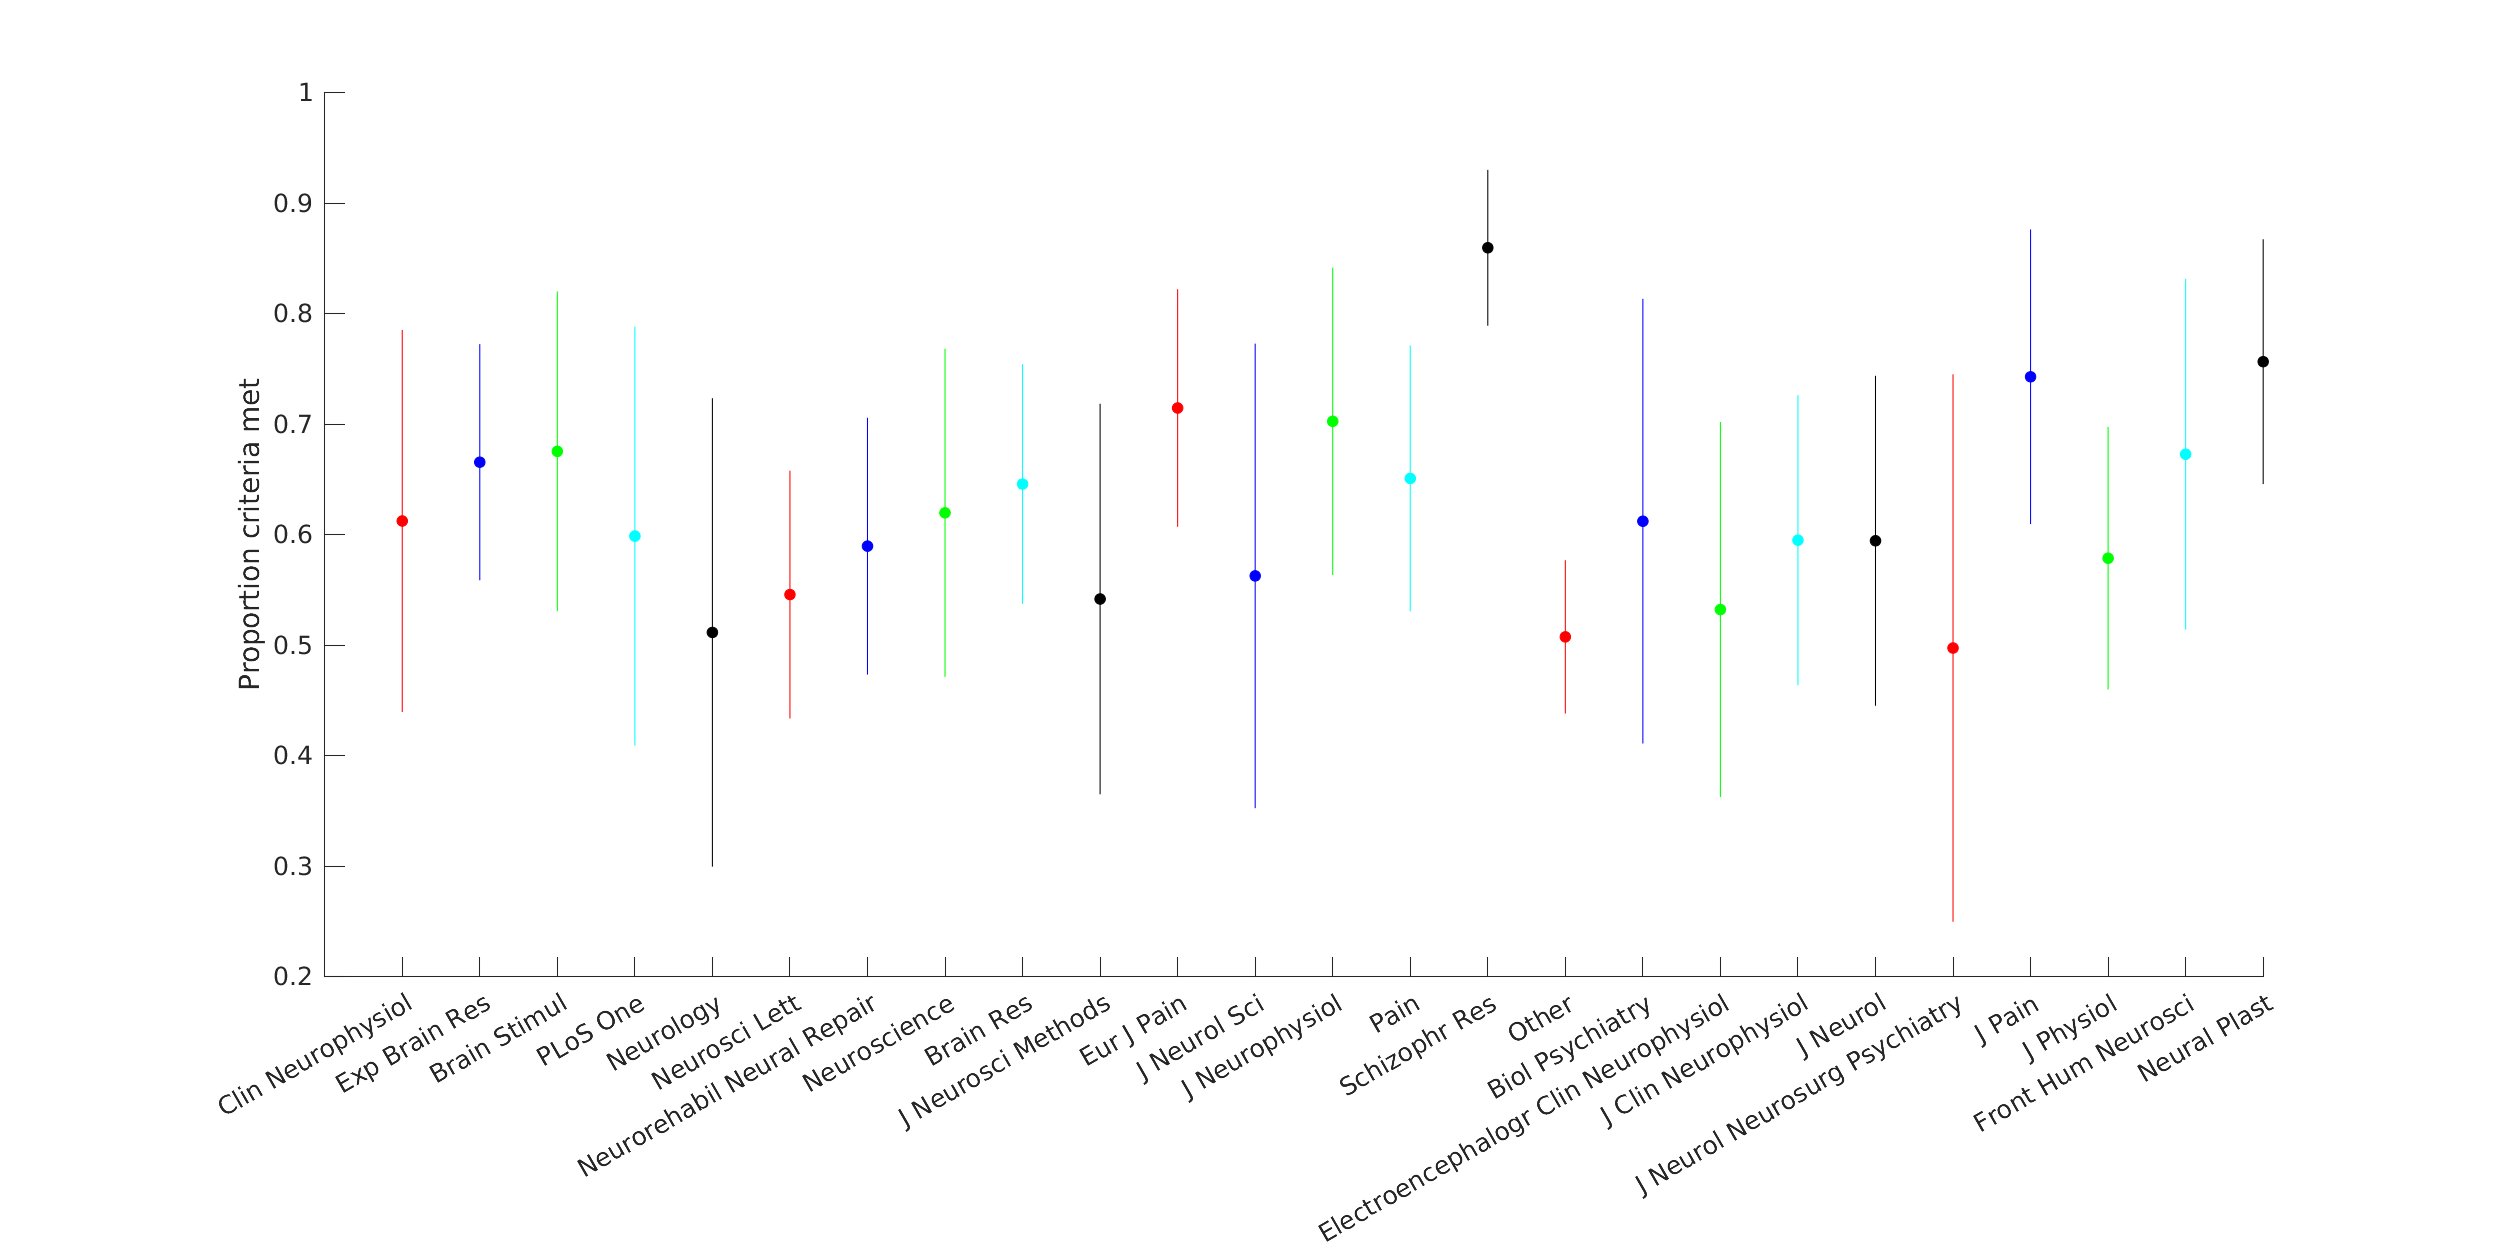 1
0.9
0.8
0.7
0.6
0.5
0.4
0.3
0.2
Proportion criteria met
Clin Neurophysiol
Exp Brain Res
Brain Stimul
PLoS One
Neurology
Neurosci Lett
Neurorehabil Neural Repair
Neuroscience
Brain Res
J Neurosci Methods
Eur J Pain
J Neurol Sci
J Neurophysiol
Pain
Schizophr Res
Other
Biol Psychiatry
Electroencephalogr Clin Neurophysiol
J Clin Neurophysiol
J Neurol
J Neurol Neurosurg Psychiatry
J Pain
J Physiol
Front Hum Neurosci
Neural Plast